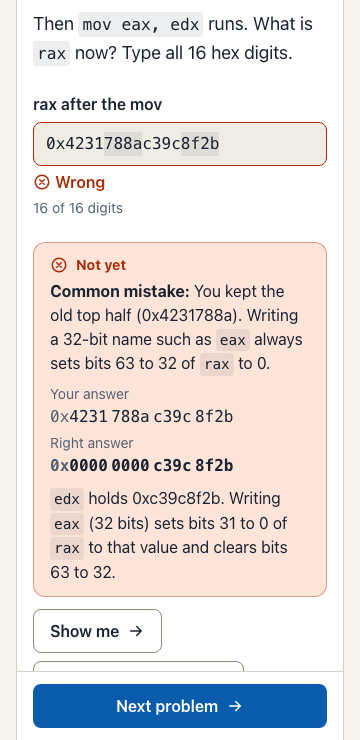 Then mov eax, edx runs. What is
rax now? Type all 16 hex digits.
rax after the mov
0x4231788ac39c8f2b
Wrong
16 of 16 digits
Not yet
Common mistake: You kept the
old top half (0x4231788a). Writing
a 32-bit name such as eax always
sets bits 63 to 32 of rax to 0.
Your answer
0x4231 788a c39c 8f2b
Right answer
0x0000 0000 c39c 8f2b
edx holds 0xc39c8f2b. Writing
eax (32 bits) sets bits 31 to 0 of
rax to that value and clears bits
63 to 32.
Show me →
Next problem →